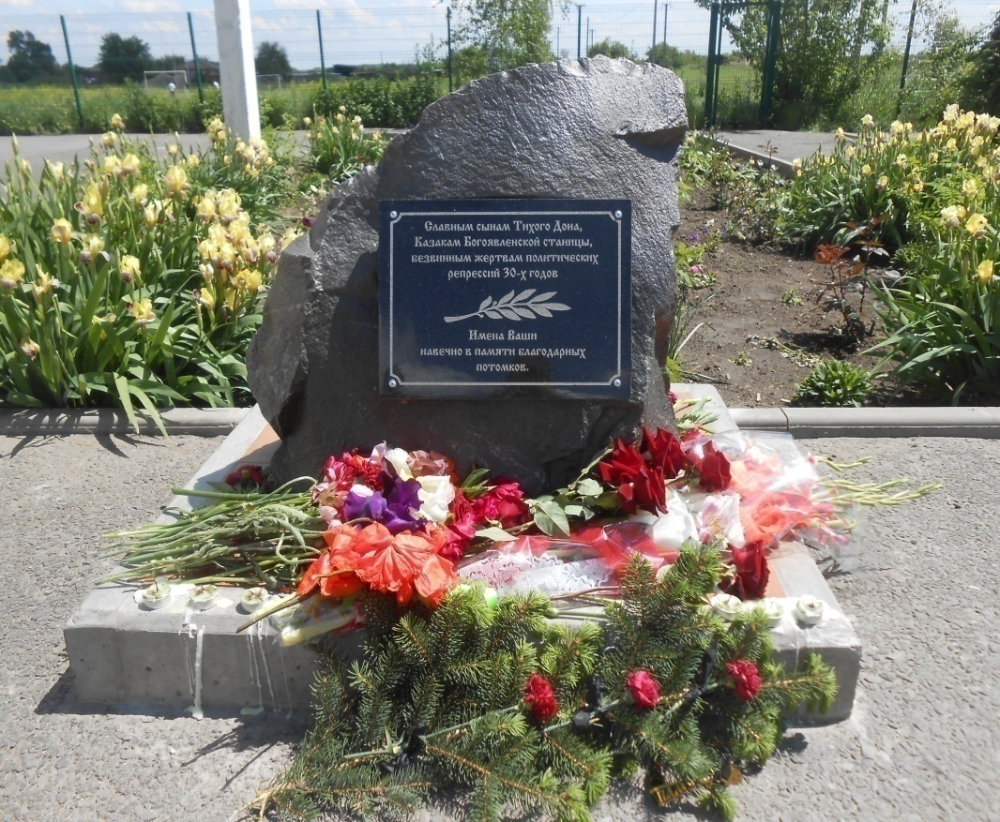 Славным сынам Тихого Дона,
Казакам Богоявленской станицы,
безвинным жертвам политических
репрессий 30-х годов
Имена Ваши
навечно в памяти благодарных
потомков.